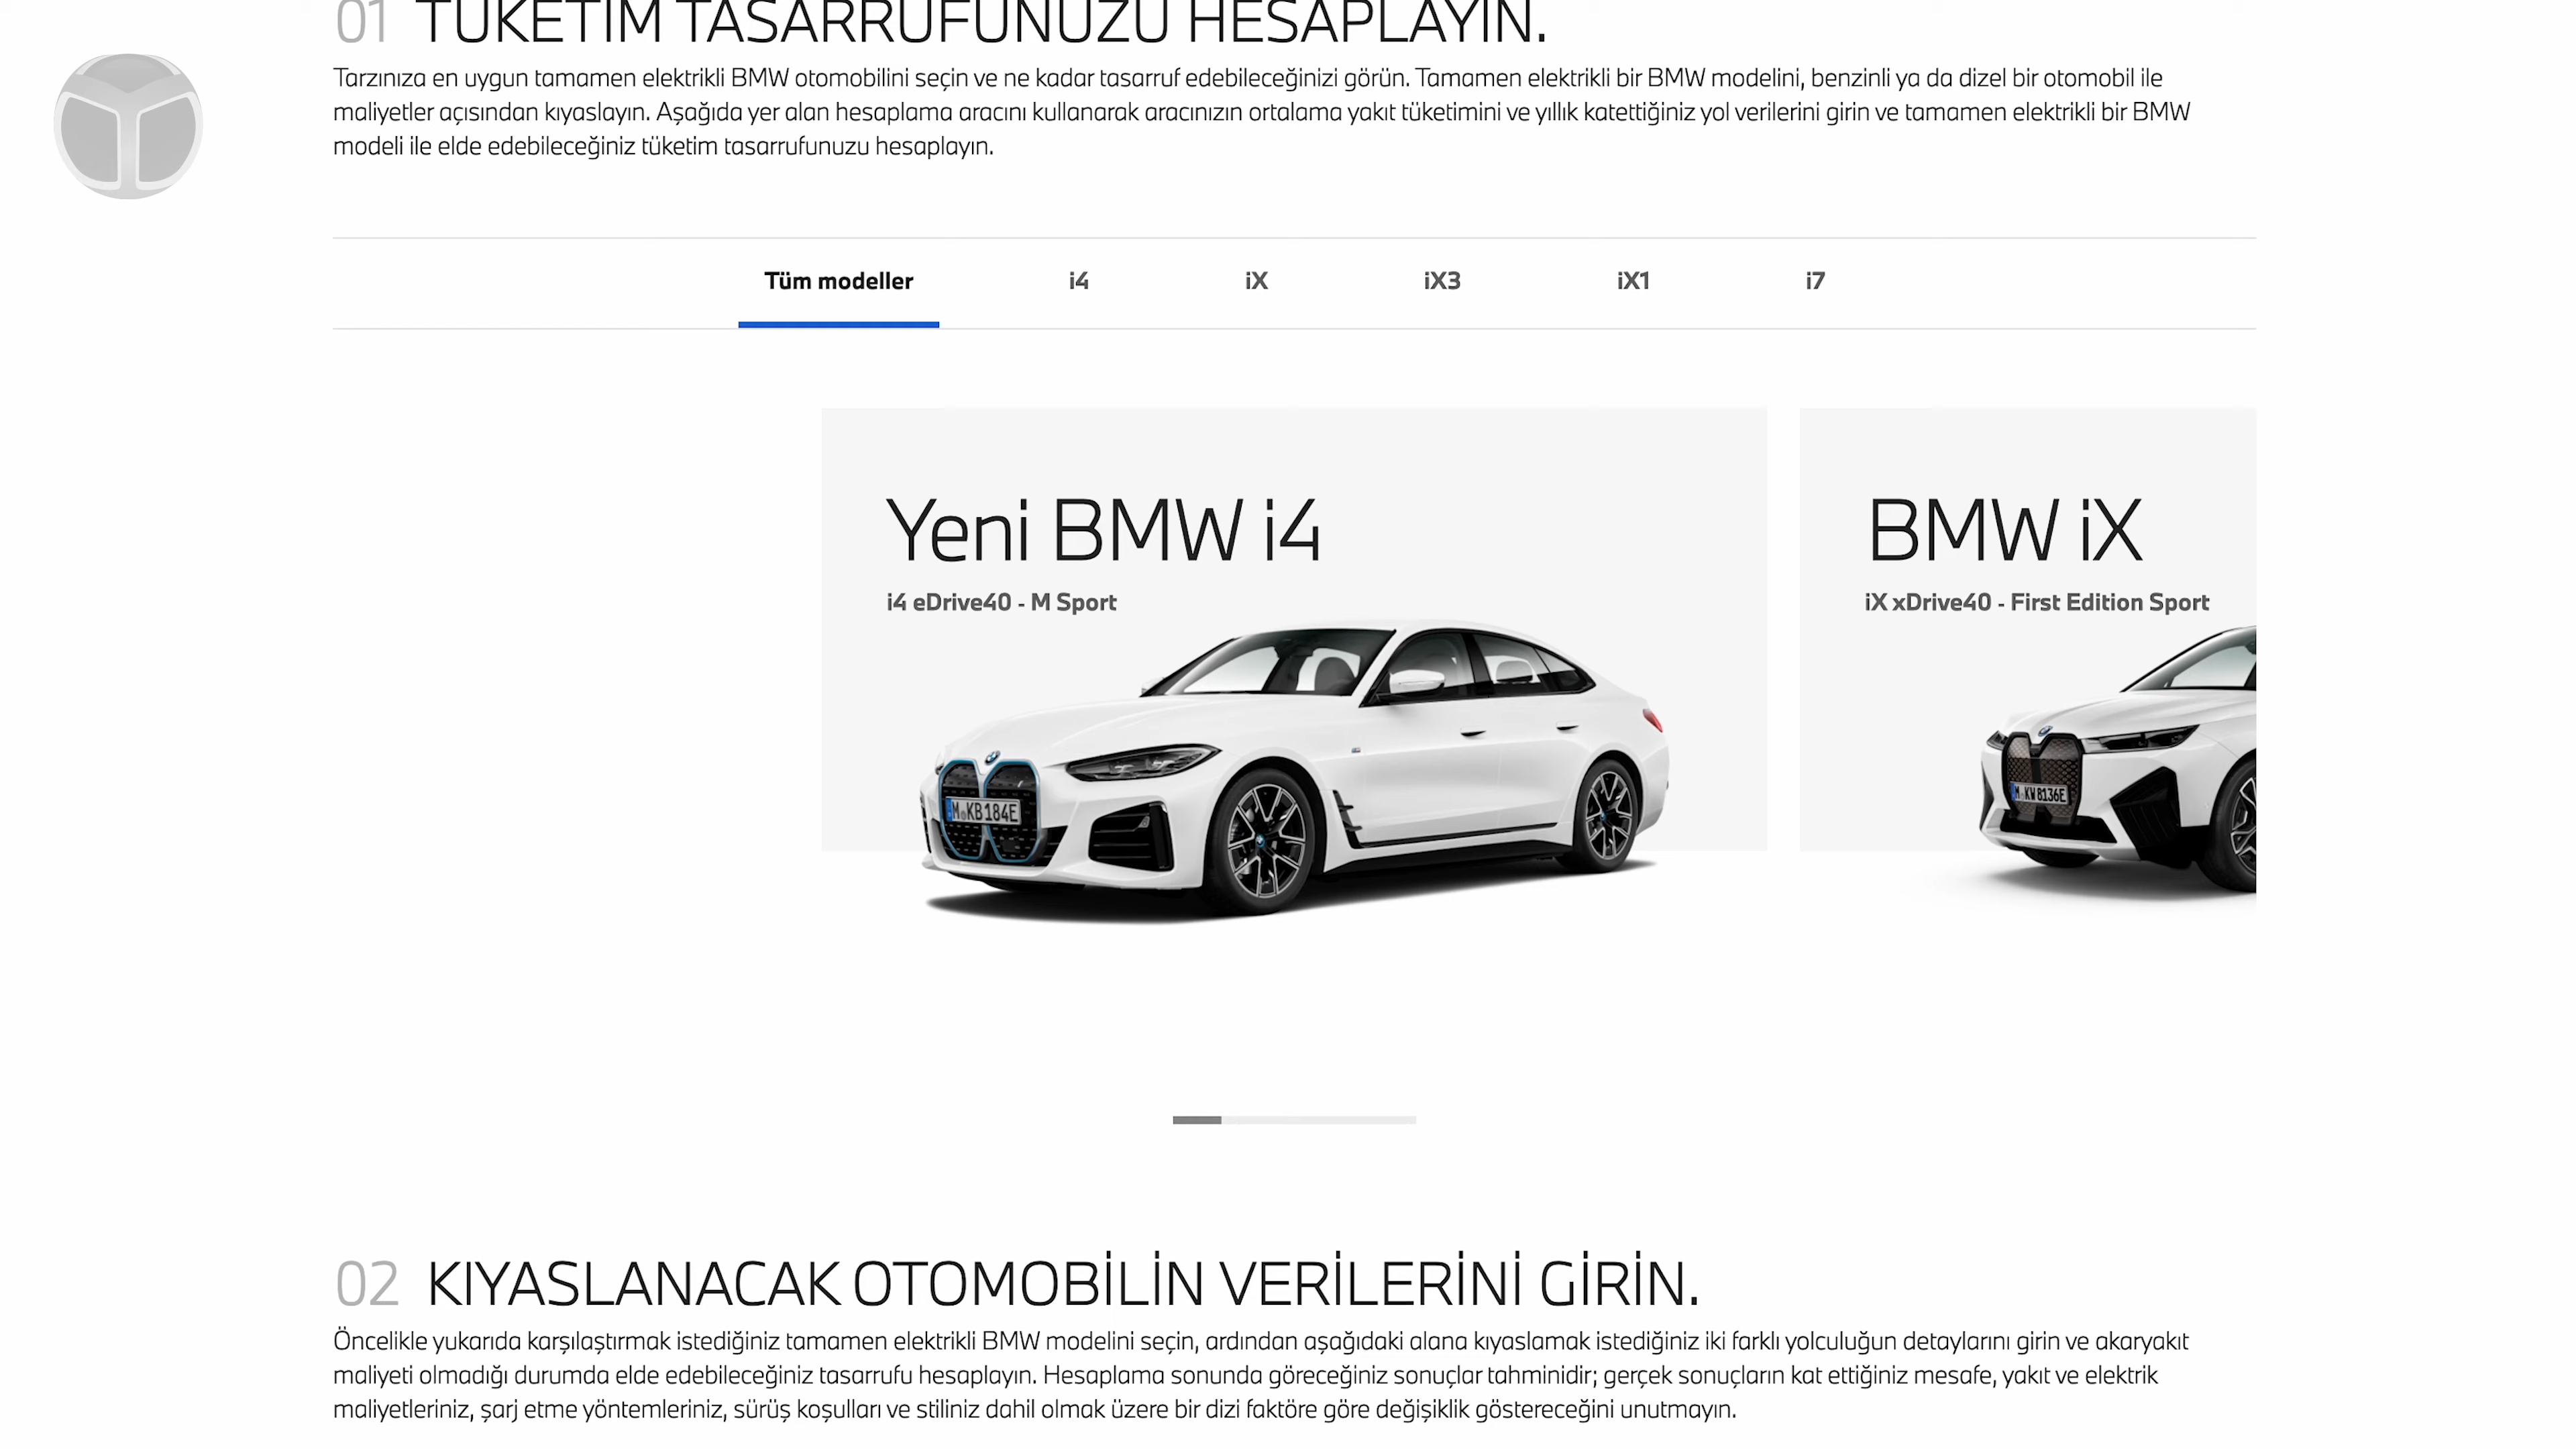 01 TÜKETİM TASARRUFUNUZU HESAPLAYIN.
Tarzınıza en uygun tamamen elektrikli BMW otomobilini seçin ve ne kadar tasarruf edebileceğinizi görün. Tamamen elektrikli bir BMW modelini, benzinli ya da dizel bir otomobil ile
maliyetler açısından kıyaslayın. Aşağıda yer alan hesaplama aracını kullanarak aracınızın ortalama yakıt tüketimini ve yıllık katettiğiniz yol verilerini girin ve tamamen elektrikli bir BMW
modeli ile elde edebileceğiniz tüketim tasarrufunuzu hesaplayın.
Tüm modeller i4 iX iX3 iX1 i7
Yeni BMW i4
i4 eDrive40 - M Sport
M KB 184E
BMW iX
iX xDrive40 - First Edition Sport
M KW 8136E
02 KIYASLANACAK OTOMOBİLİN VERİLERİNİ GİRİN.
Öncelikle yukarıda karşılaştırmak istediğiniz tamamen elektrikli BMW modelini seçin, ardından aşağıdaki alana kıyaslamak istediğiniz iki farklı yolculuğun detaylarını girin ve akaryakıt
maliyeti olmadığı durumda elde edebileceğiniz tasarrufu hesaplayın. Hesaplama sonunda göreceğiniz sonuçlar tahminidir; gerçek sonuçların kat ettiğiniz mesafe, yakıt ve elektrik
maliyetleriniz, şarj etme yöntemleriniz, sürüş koşulları ve stiliniz dahil olmak üzere bir dizi faktöre göre değişiklik göstereceğini unutmayın.